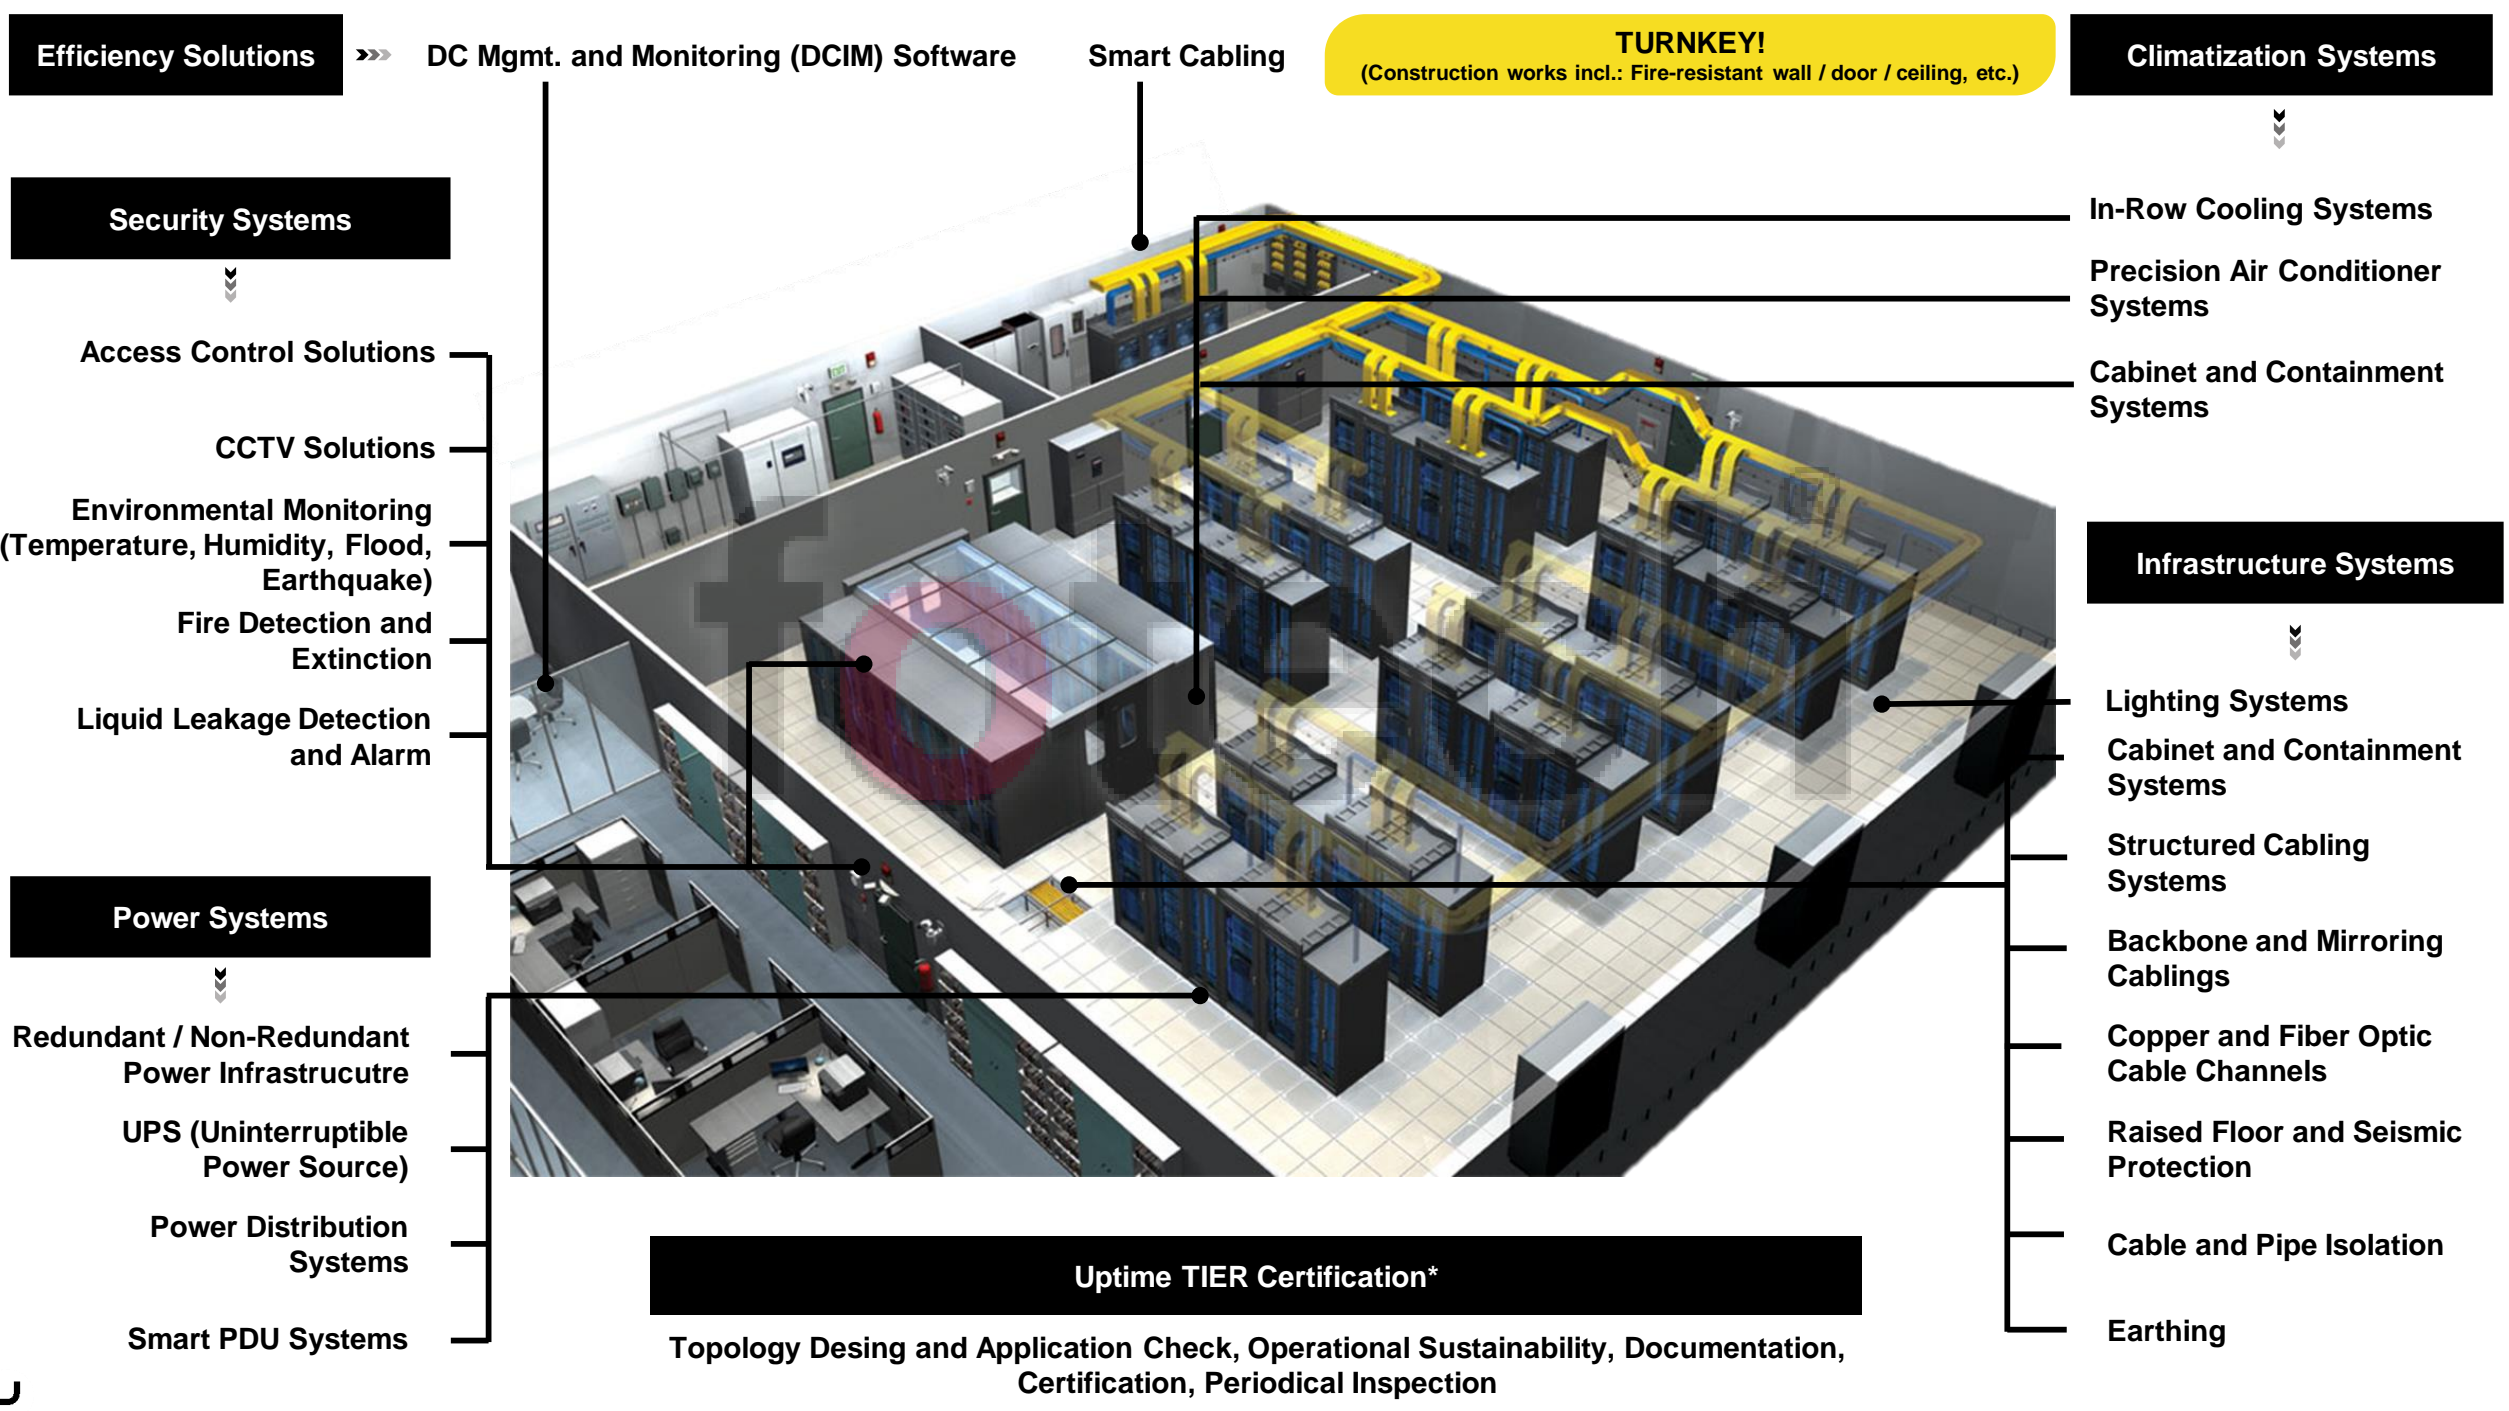 Efficiency Solutions
DC Mgmt. and Monitoring (DCIM) Software
Smart Cabling
TURNKEY!
(Construction works incl.: Fire-resistant wall / door / ceiling, etc.)
Climatization Systems
Security Systems
Access Control Solutions
CCTV Solutions
Environmental Monitoring
(Temperature, Humidity, Flood,
Earthquake)
Fire Detection and
Extinction
Liquid Leakage Detection
and Alarm
In-Row Cooling Systems
Precision Air Conditioner
Systems
Cabinet and Containment
Systems
Infrastructure Systems
Lighting Systems
Cabinet and Containment
Systems
Structured Cabling
Systems
Backbone and Mirroring
Cablings
Copper and Fiber Optic
Cable Channels
Raised Floor and Seismic
Protection
Cable and Pipe Isolation
Earthing
Power Systems
Redundant / Non-Redundant
Power Infrastrucutre
UPS (Uninterruptible
Power Source)
Power Distribution
Systems
Smart PDU Systems
Uptime TIER Certification*
Topology Desing and Application Check, Operational Sustainability, Documentation,
Certification, Periodical Inspection